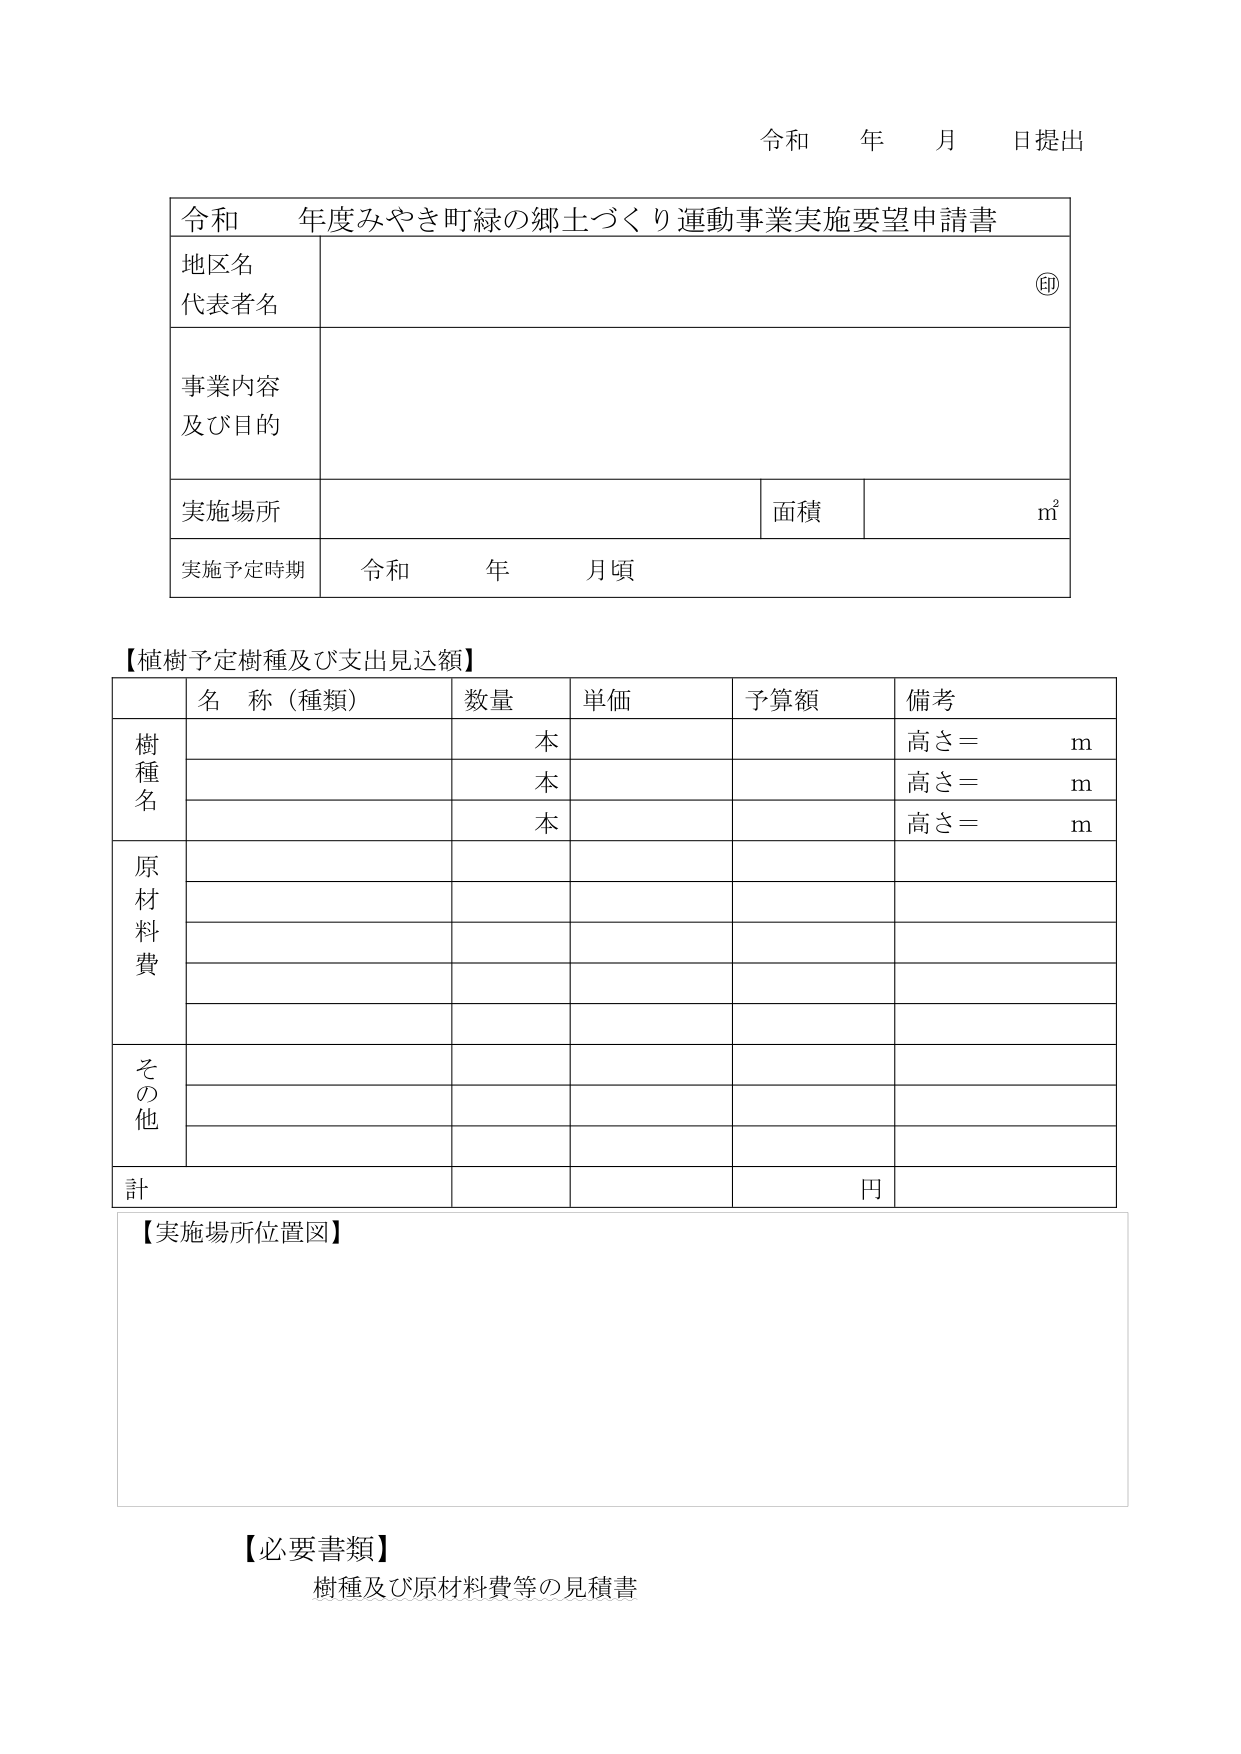 令和　　年　　月　　日提出
令和　　年度みやき町緑の郷土づくり運動事業実施要望申請書
地区名
代表者名
㊞
事業内容
及び目的
実施場所　面積　㎡
実施予定時期　令和　　　年　　　月頃
【植樹予定樹種及び支出見込額】
名　称（種類）　数量　単価　予算額　備考
樹種名
本　高さ＝　　　m
本　高さ＝　　　m
本　高さ＝　　　m
原材料費
その他
計　円
【実施場所位置図】
【必要書類】
樹種及び原材料費等の見積書